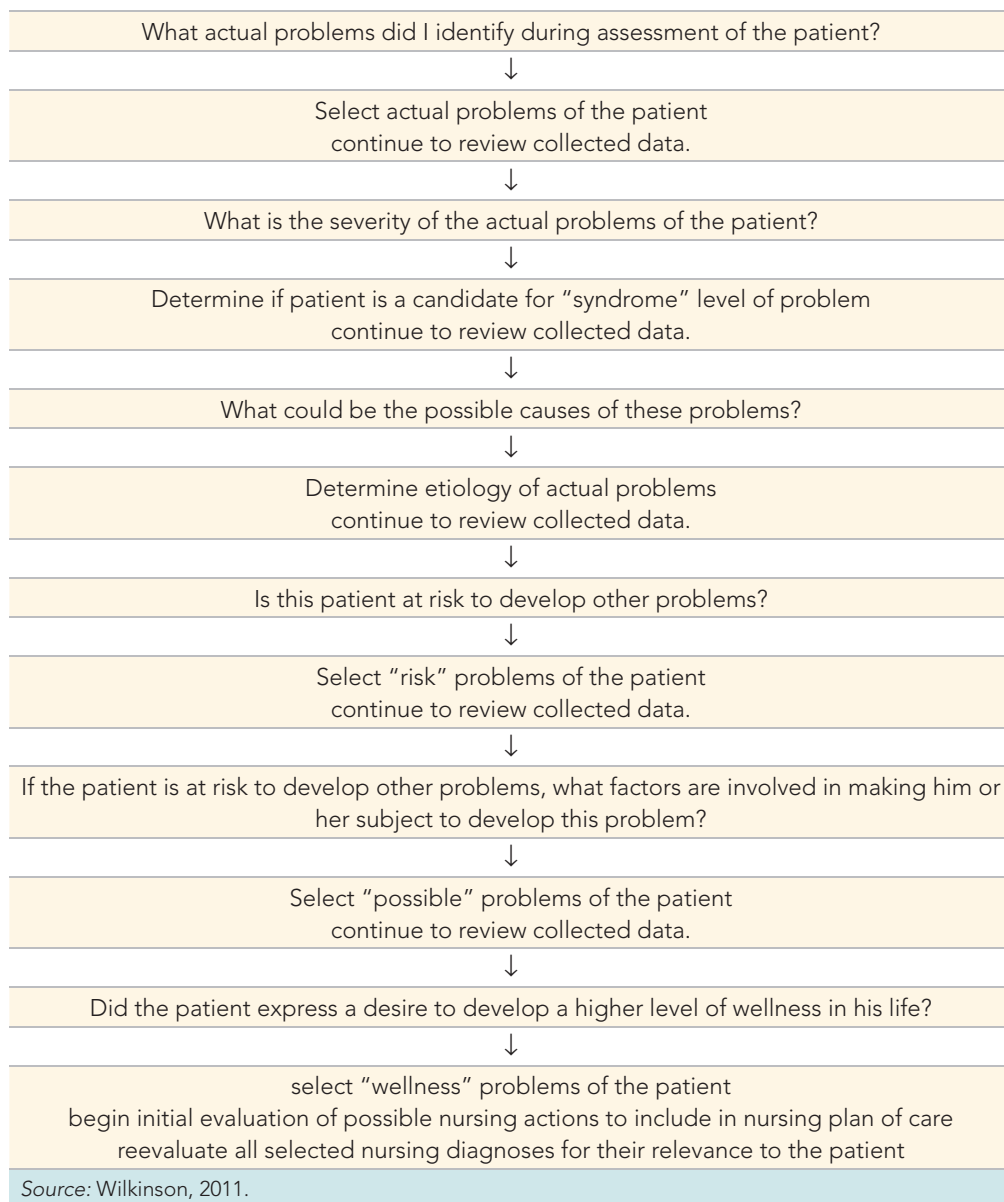 What actual problems did I identify during assessment of the patient?
↓
Select actual problems of the patient
continue to review collected data.
↓
What is the severity of the actual problems of the patient?
↓
Determine if patient is a candidate for “syndrome” level of problem
continue to review collected data.
↓
What could be the possible causes of these problems?
↓
Determine etiology of actual problems
continue to review collected data.
↓
Is this patient at risk to develop other problems?
↓
Select “risk” problems of the patient
continue to review collected data.
↓
If the patient is at risk to develop other problems, what factors are involved in making him or
her subject to develop this problem?
↓
Select “possible” problems of the patient
continue to review collected data.
↓
Did the patient express a desire to develop a higher level of wellness in his life?
↓
select “wellness” problems of the patient
begin initial evaluation of possible nursing actions to include in nursing plan of care
reevaluate all selected nursing diagnoses for their relevance to the patient
Source: Wilkinson, 2011.